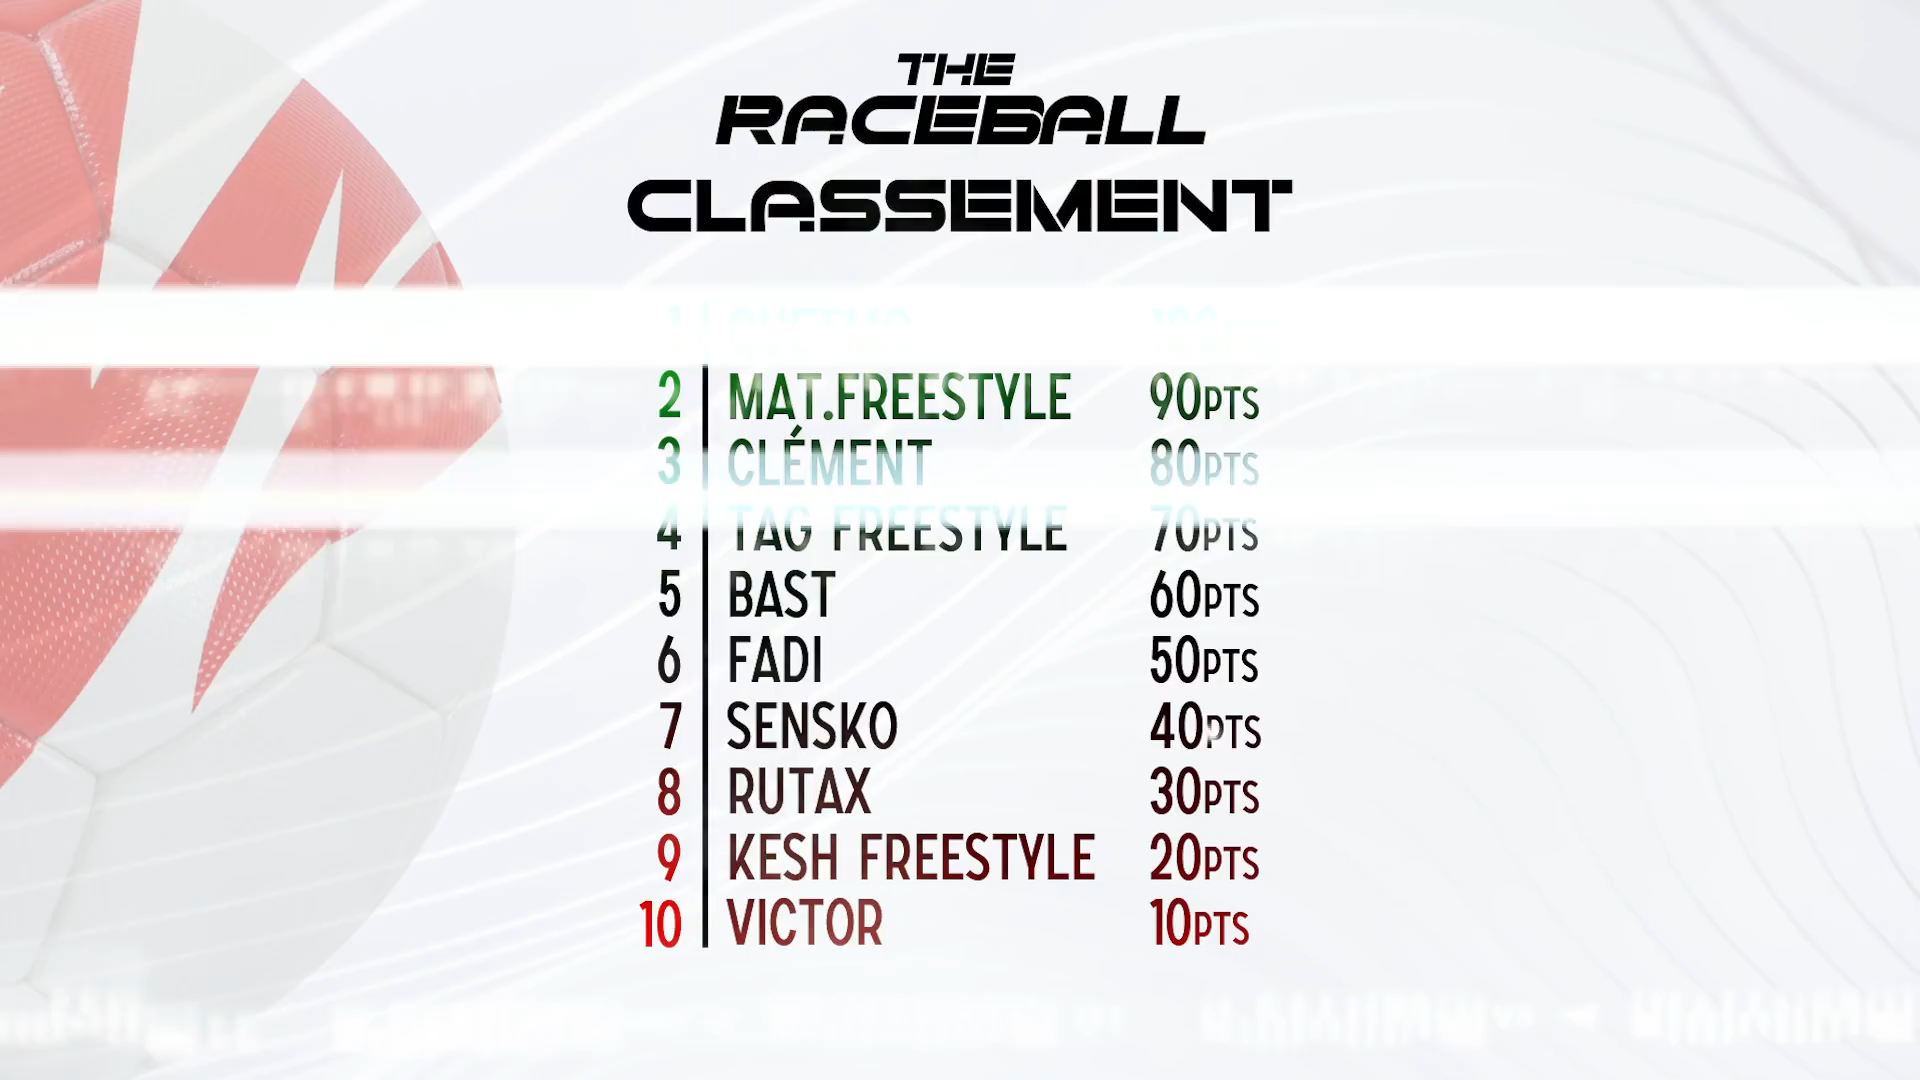 THE
RACEBALL
CLASSEMENT
1
2 MAT.FREESTYLE 90PTS
3 CLÉMENT 80PTS
4 TAG FREESTYLE 70PTS
5 BAST 60PTS
6 FADI 50PTS
7 SENSKO 40PTS
8 RUTAX 30PTS
9 KESH FREESTYLE 20PTS
10 VICTOR 10PTS